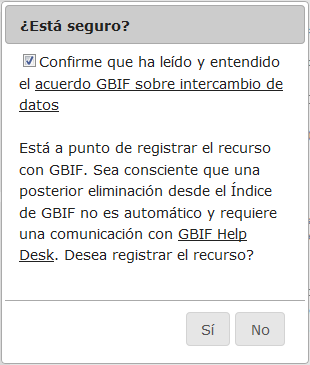 ¿Está seguro?
Confirme que ha leído y entendido
el acuerdo GBIF sobre intercambio de
datos
Está a punto de registrar el recurso
con GBIF. Sea consciente que una
posterior eliminación desde el Índice
de GBIF no es automático y requiere
una comunicación con GBIF Help
Desk. Desea registrar el recurso?
Sí
No